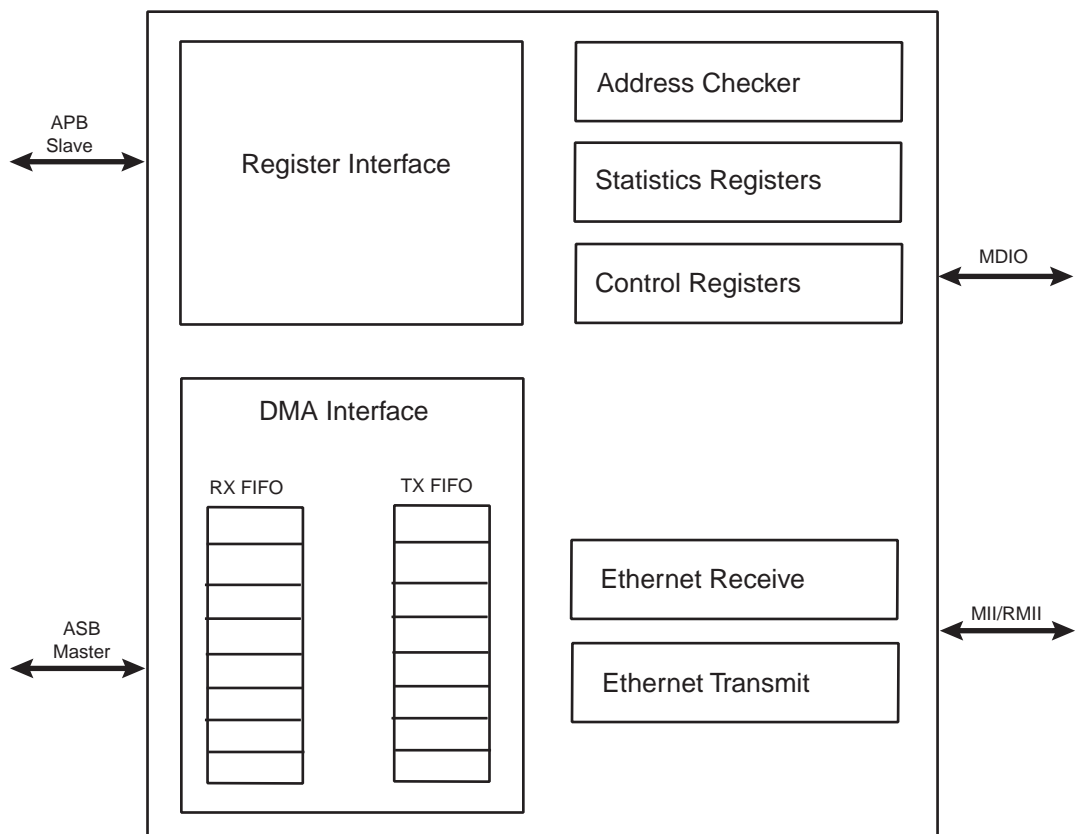 APB
Slave
Register Interface
Address Checker
Statistics Registers
Control Registers
MDIO
DMA Interface
RX FIFO
TX FIFO
ASB
Master
Ethernet Receive
Ethernet Transmit
MII/RMII